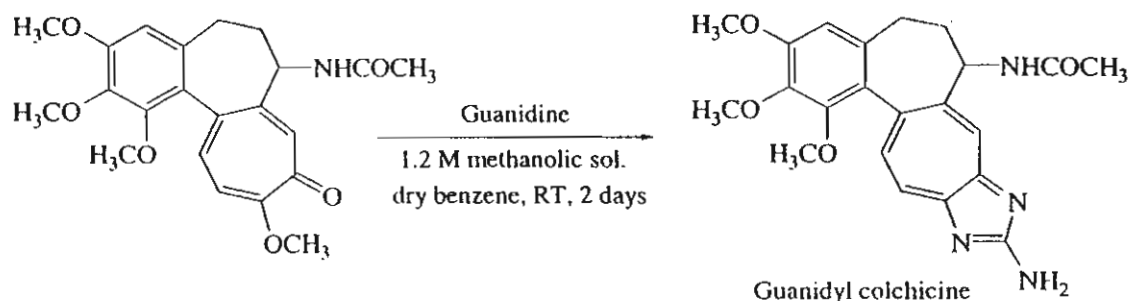 H₃CO
H₃CO
H₃CO
NHCOCH₃
O
OCH₃
Guanidine
1.2 M methanolic sol.
dry benzene, RT, 2 days
H₃CO
H₃CO
H₃CO
NHCOCH₃
N
N
NH₂
Guanidyl colchicine